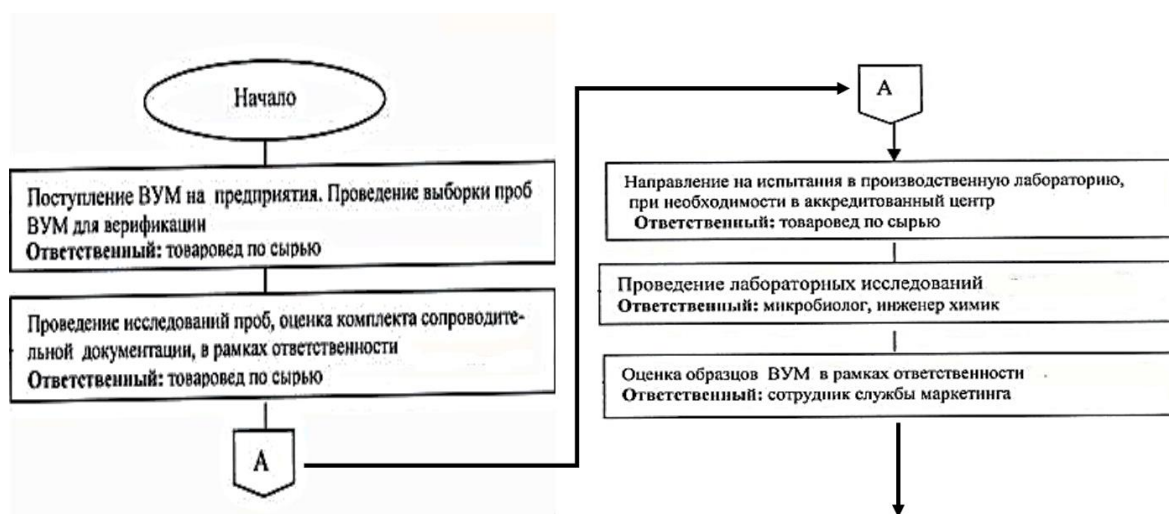 Начало
Поступление ВУМ на предприятия. Проведение выборки проб
ВУМ для верификации
Ответственный: товаровед по сырью
Проведение исследований проб, оценка комплекта сопроводите-
льной документации, в рамках ответственности
Ответственный: товаровед по сырью
А
А
Направление на испытания в производственную лабораторию,
при необходимости в аккредитованный центр
Ответственный: товаровед по сырью
Проведение лабораторных исследований
Ответственный: микробиолог, инженер химик
Оценка образцов ВУМ в рамках ответственности
Ответственный: сотрудник службы маркетинга